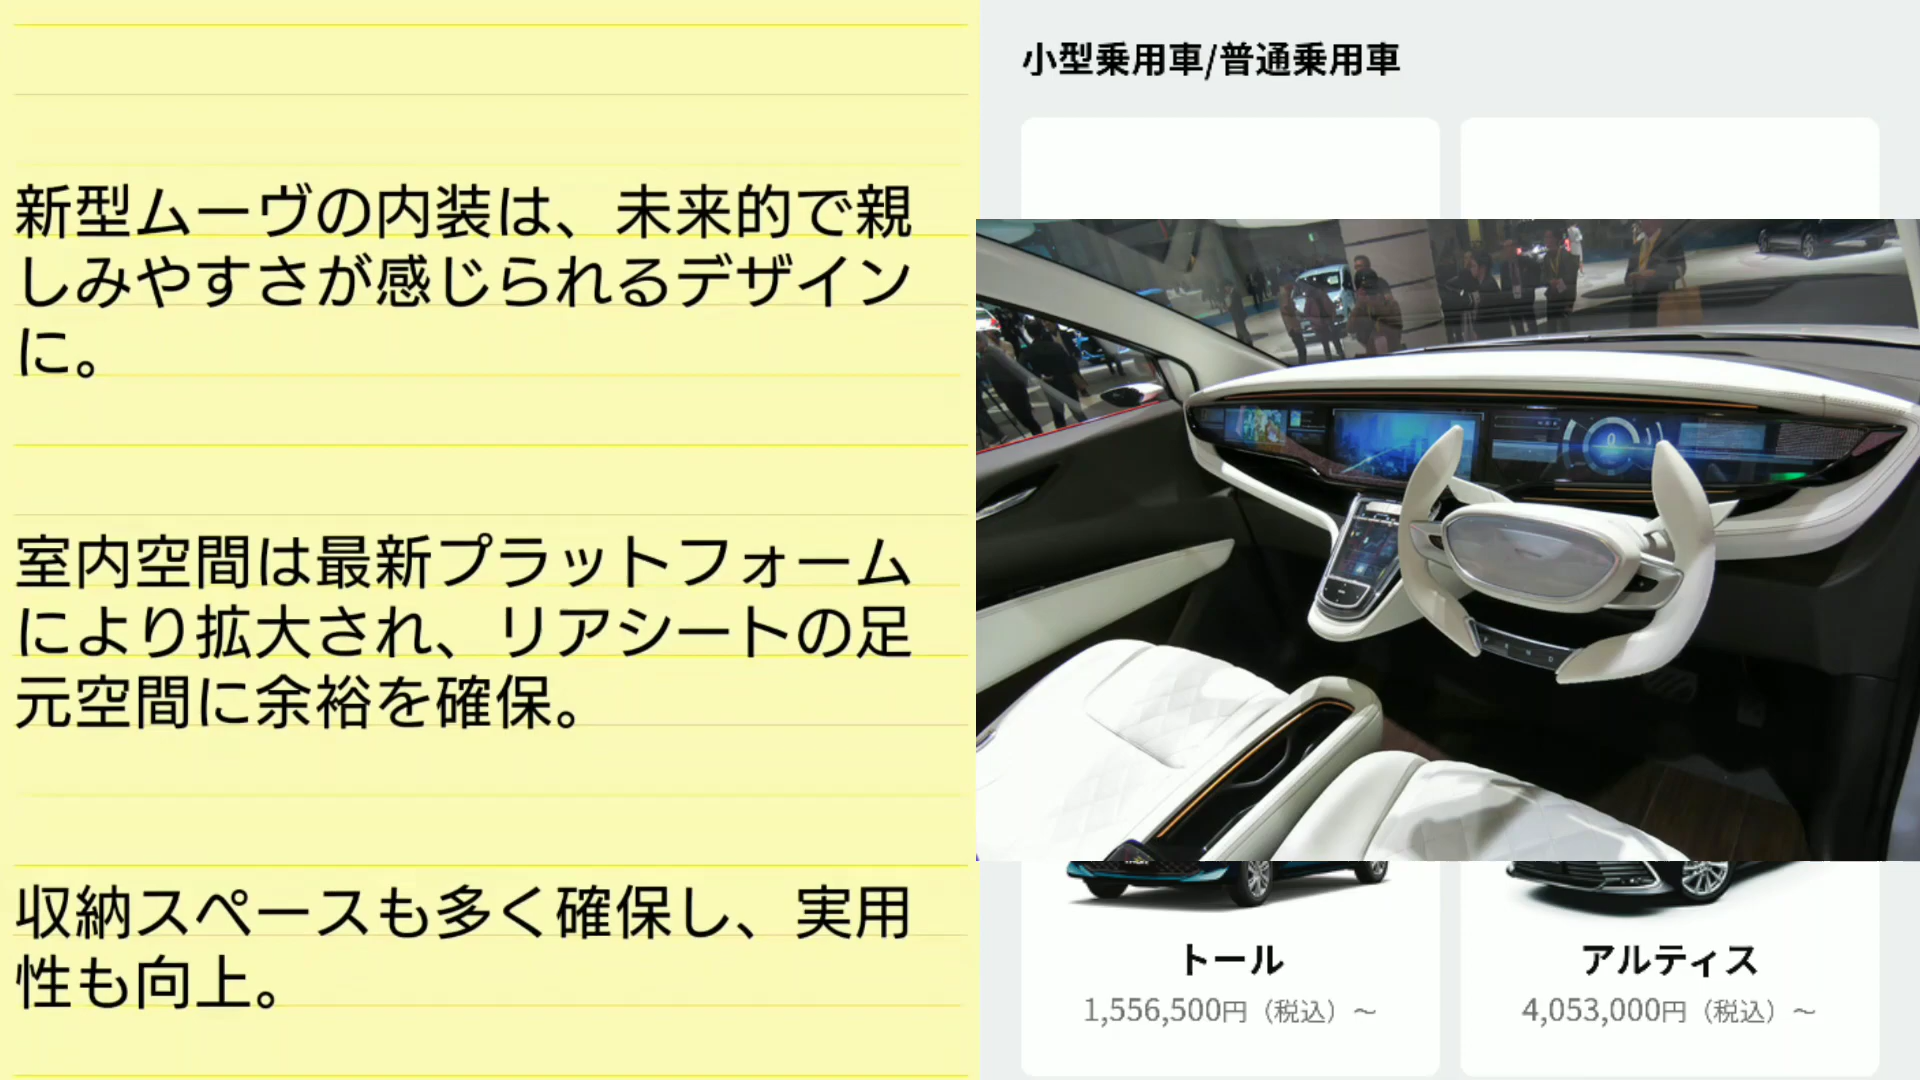 新型ムーヴの内装は、未来的で親
しみやすさが感じられるデザイン
に。
室内空間は最新プラットフォーム
により拡大され、リアシートの足
元空間に余裕を確保。
収納スペースも多く確保し、実用
性も向上。
小型乗用車/普通乗用車
トール
1,556,500円（税込）～
アルティス
4,053,000円（税込）～